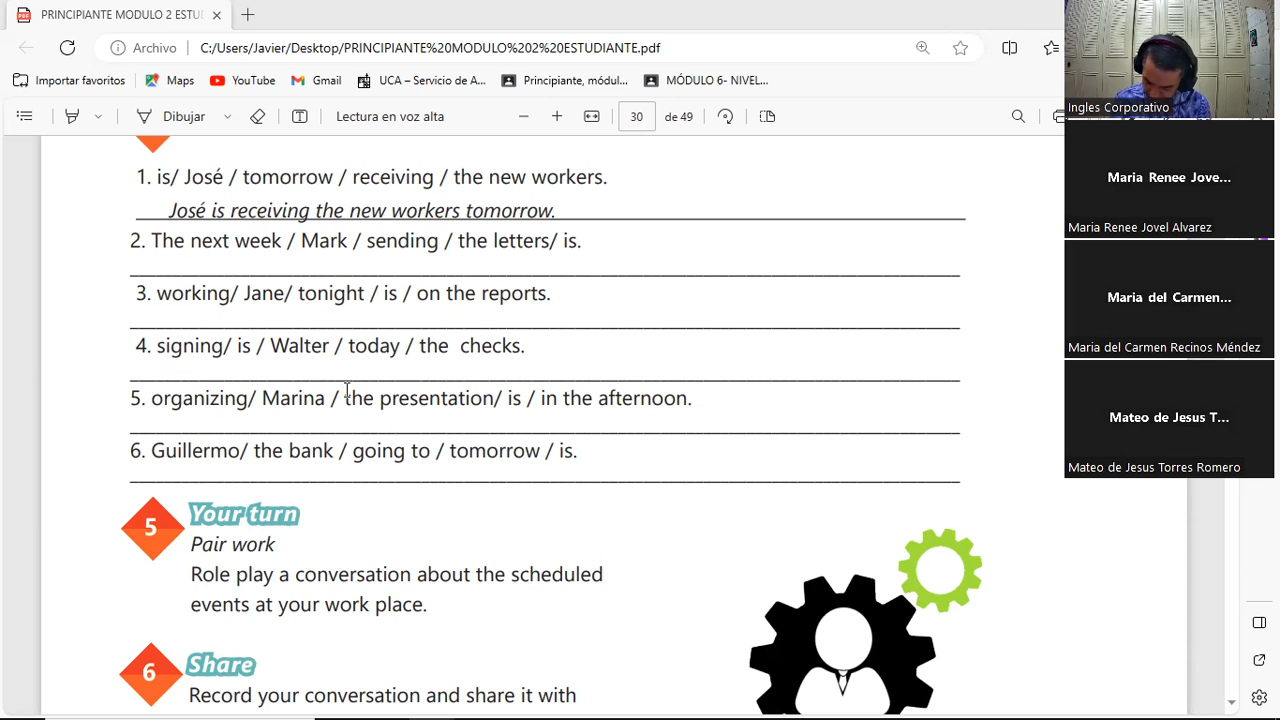 PRINCIPIANTE MODULO 2 ESTUD
Archivo C:/Users/Javier/Desktop/PRINCIPIANTE%20MODULO%202%20ESTUDIANTE.pdf
Importar favoritos Maps YouTube Gmail UCA – Servicio de A... Principiante, módul... MÓDULO 6- NIVEL...
Dibujar Lectura en voz alta 30 de 49
1. is/ José / tomorrow / receiving / the new workers.
José is receiving the new workers tomorrow.
2. The next week / Mark / sending / the letters/ is.
3. working/ Jane/ tonight / is / on the reports.
4. signing/ is / Walter / today / the checks.
5. organizing/ Marina / the presentation/ is / in the afternoon.
6. Guillermo/ the bank / going to / tomorrow / is.
5 Your turn
Pair work
Role play a conversation about the scheduled
events at your work place.
6 Share
Record your conversation and share it with
Ingles Corporativo
Maria Renee Jove...
Maria Renee Jovel Alvarez
Maria del Carmen...
Maria del Carmen Recinos Méndez
Mateo de Jesus T...
Mateo de Jesus Torres Romero